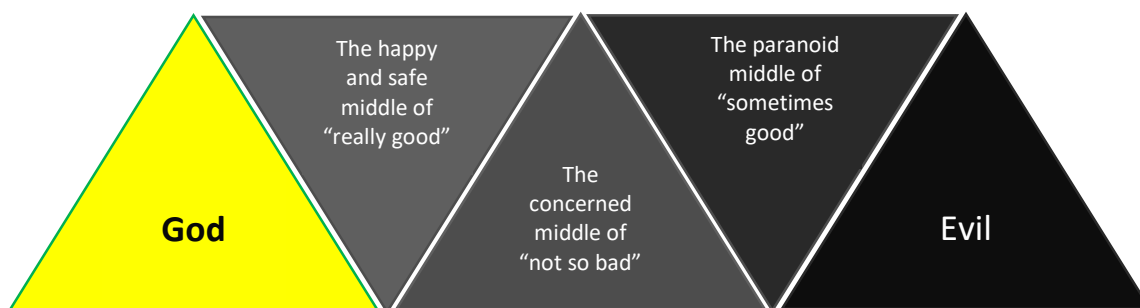 God
The happy
and safe
middle of
“really good”
The
concerned
middle of
“not so bad”
The paranoid
middle of
“sometimes
good”
Evil